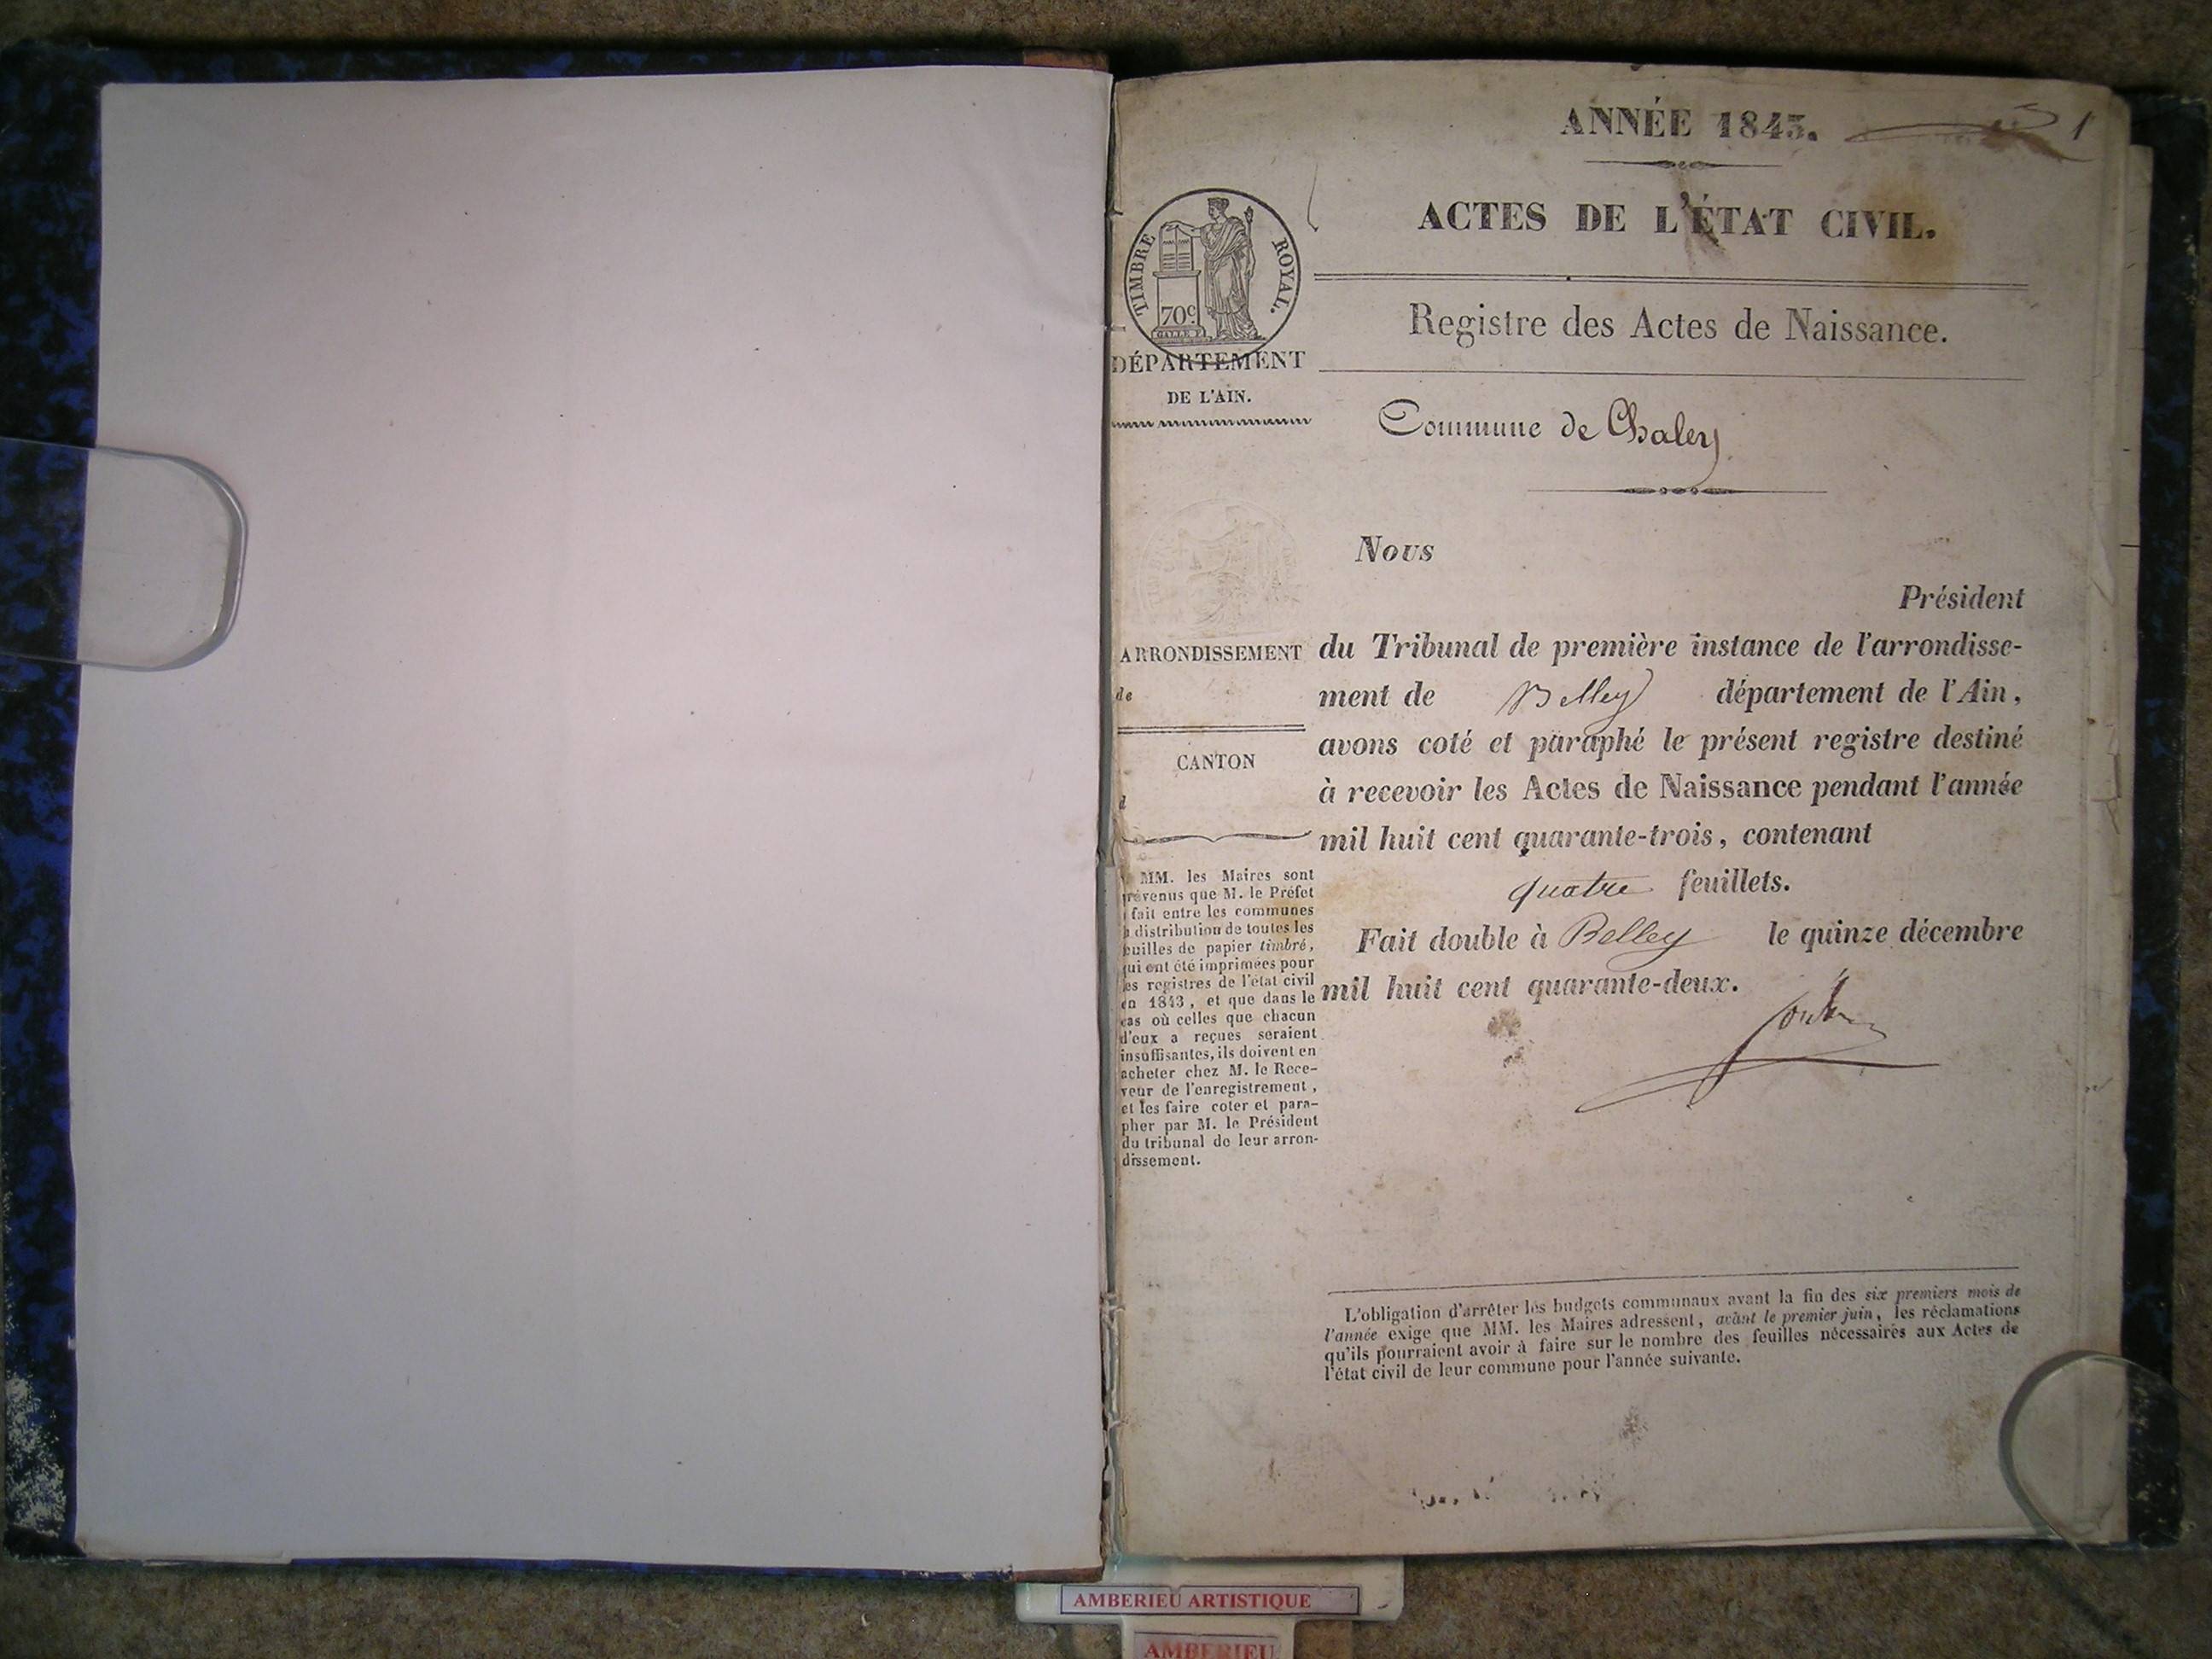 ANNÉE 1843.
1
ACTES DE L'ÉTAT CIVIL.
TIMBRE ROYAL.
70c
Registre des Actes de Naissance.
DÉPARTEMENT
DE L'AIN.
Commune de Chaley
Nous
Président
du Tribunal de première instance de l'arrondisse-
ment de Belley département de l'Ain,
avons coté et paraphé le présent registre destiné
à recevoir les Actes de Naissance pendant l'année
mil huit cent quarante-trois, contenant
quatre feuillets.
Fait double à Belley le quinze décembre
mil huit cent quarante-deux.
ARRONDISSEMENT
de
CANTON
d
MM. les Maires sont
prévenus que M. le Préfet
fait entre les communes
distribution de toutes les
feuilles de papier timbré,
qui ont été imprimées pour
les registres de l'état civil
en 1843, et que dans le
cas où celles que chacun
d'eux a reçues seraient
insuffisantes, ils doivent en
acheter chez M. le Rece-
veur de l'enregistrement,
et les faire coter et para-
pher par M. le Président
du tribunal de leur arron-
dissement.
L'obligation d'arrêter les budgets communaux avant la fin des six premiers mois de
l'année exige que MM. les Maires adressent, avant le premier juin, les réclamations
qu'ils pourraient avoir à faire sur le nombre des feuilles nécessaires aux Actes de
l'état civil de leur commune pour l'année suivante.
AMBERIEU ARTISTIQUE
AMBERIEU